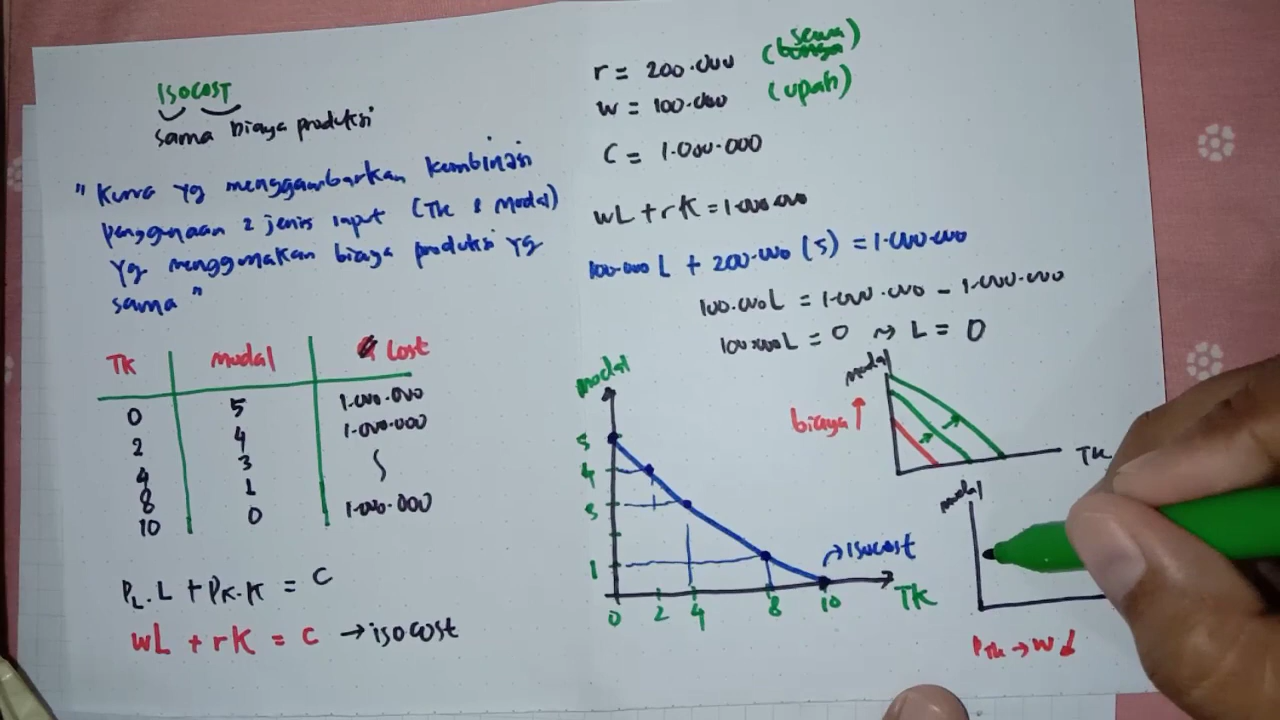 ISOCOST
sama biaya produksi
"Kurva yg menggambarkan kombinasi
penggunaan 2 jenis input (TK & Modal)
yg menggunakan biaya produksi yg
sama"
TK modal Cost
0 5 1.000.000
2 4 1.000.000
4 3
8 1 1.000.000
10 0
PL.L + PK.K = C
wL + rK = C → isocost
r = 200.000 (sewa)
w = 100.000 (upah)
C = 1.000.000
wL + rK = 1.000.000
100.000 L + 200.000 (5) = 1.000.000
100.000L = 1.000.000 - 1.000.000
100.000L = 0 ~> L = 0
modal
5
4
3
1
0 2 4 8 10 TK
isocost
modal
biaya ↑
TK
modal
PTK → w ↓